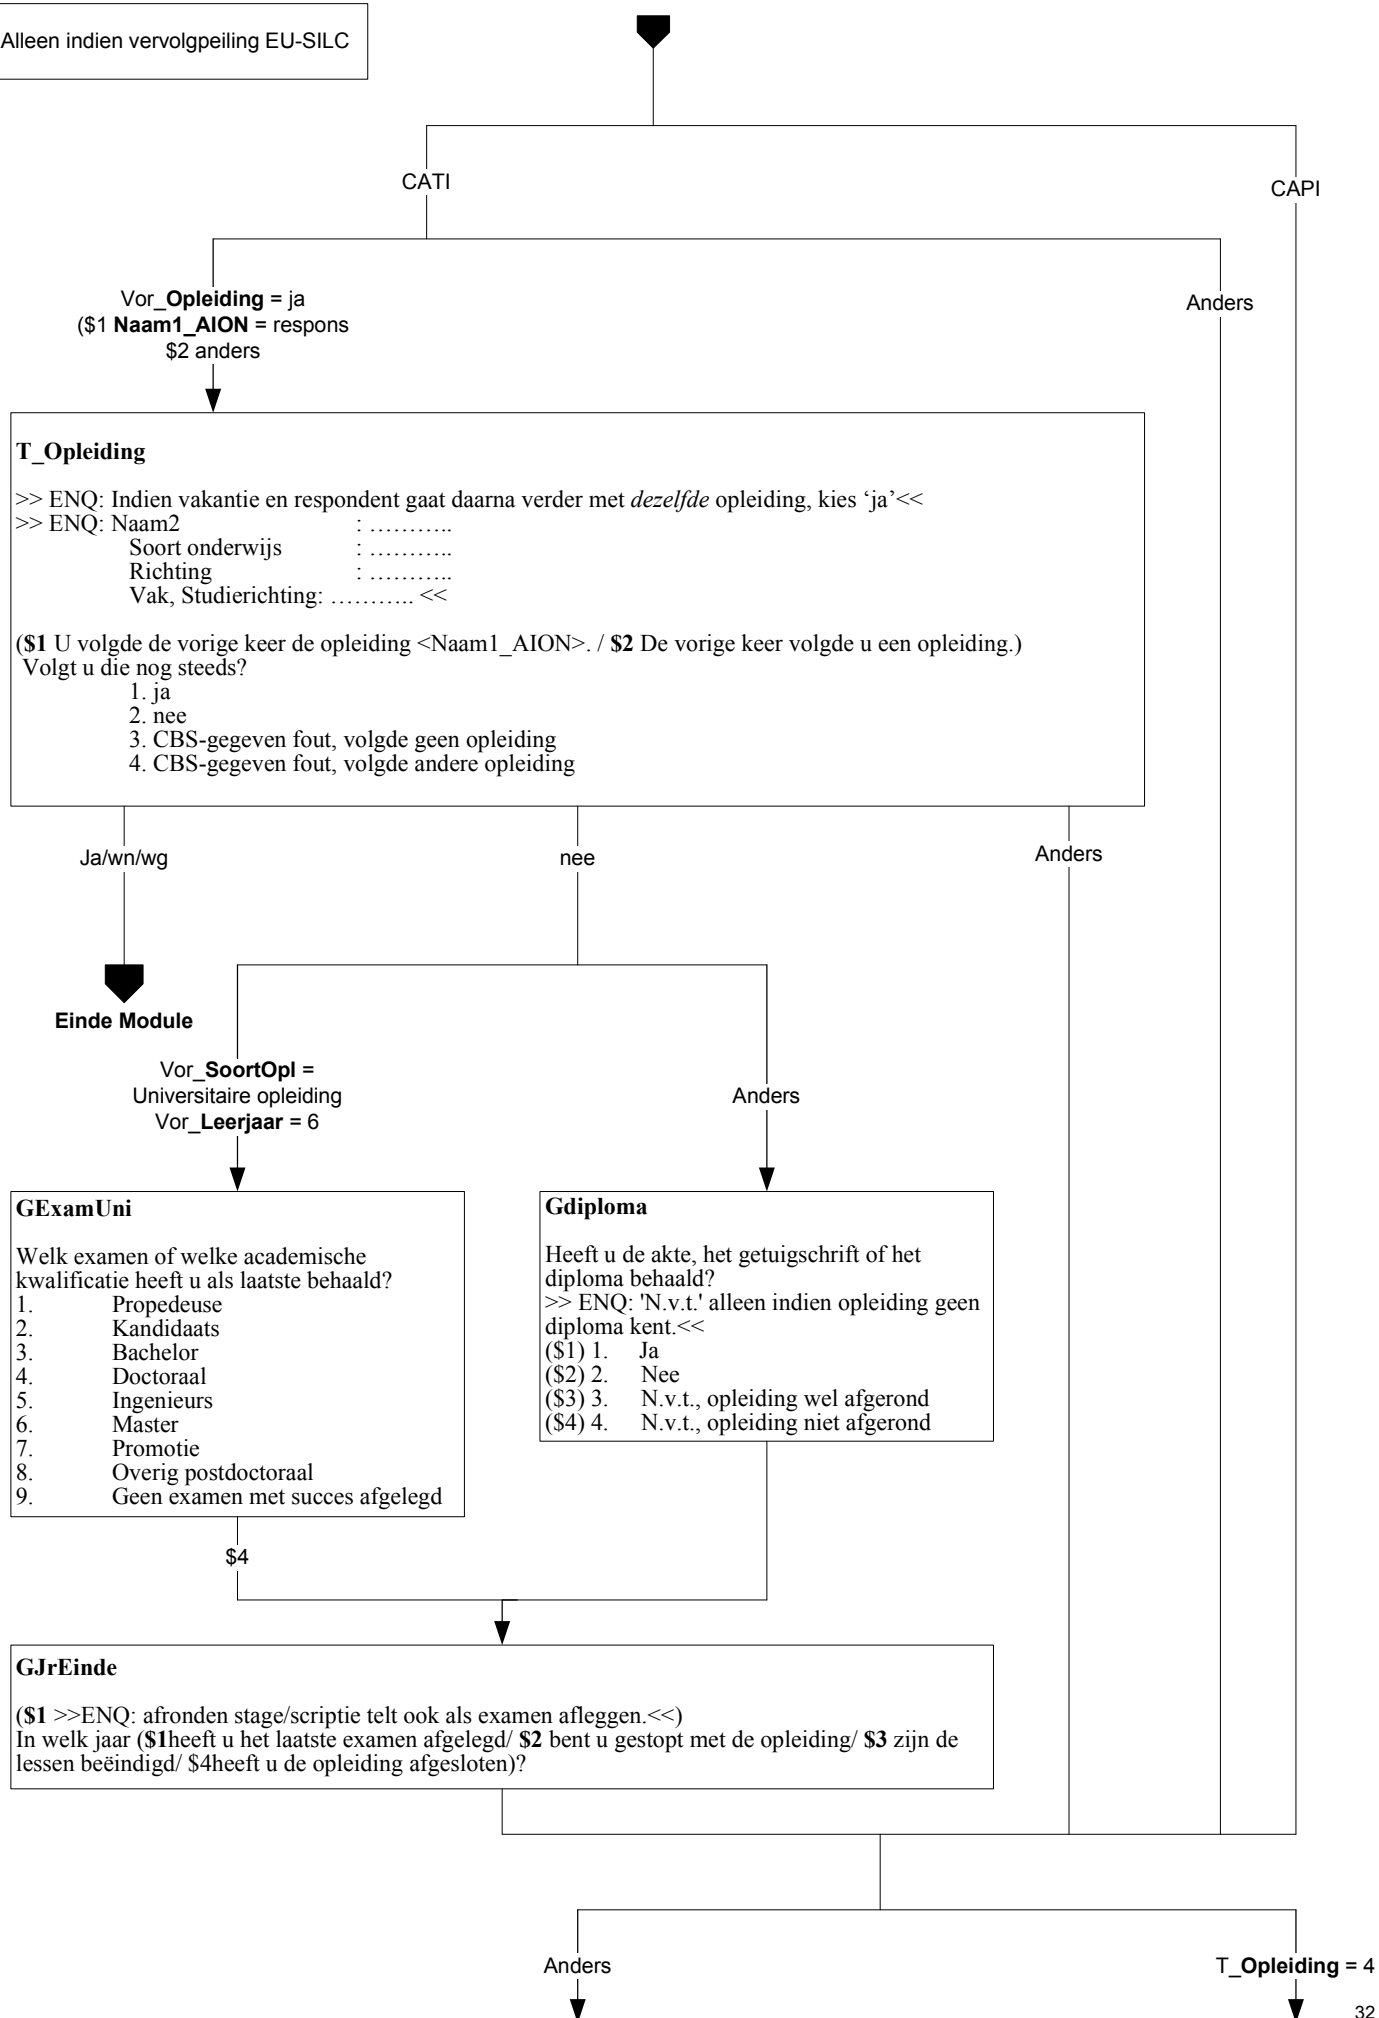 Alleen indien vervolgpeiling EU-SILC
CATI
CAPI
Vor_Opleiding = ja
($1 Naam1_AION = respons
$2 anders
Anders
T_Opleiding
>> ENQ: Indien vakantie en respondent gaat daarna verder met dezelfde opleiding, kies ‘ja’<<
>> ENQ: Naam2 : ………..
Soort onderwijs : ………..
Richting : ………..
Vak, Studierichting: ……….. <<
($1 U volgde de vorige keer de opleiding <Naam1_AION>. / $2 De vorige keer volgde u een opleiding.)
Volgt u die nog steeds?
1. ja
2. nee
3. CBS-gegeven fout, volgde geen opleiding
4. CBS-gegeven fout, volgde andere opleiding
Ja/wn/wg
nee
Anders
Einde Module
Vor_SoortOpl =
Universitaire opleiding
Vor_Leerjaar = 6
Anders
GExamUni
Welk examen of welke academische
kwalificatie heeft u als laatste behaald?
1. Propedeuse
2. Kandidaats
3. Bachelor
4. Doctoraal
5. Ingenieurs
6. Master
7. Promotie
8. Overig postdoctoraal
9. Geen examen met succes afgelegd
Gdiploma
Heeft u de akte, het getuigschrift of het
diploma behaald?
>> ENQ: 'N.v.t.' alleen indien opleiding geen
diploma kent.<<
($1) 1. Ja
($2) 2. Nee
($3) 3. N.v.t., opleiding wel afgerond
($4) 4. N.v.t., opleiding niet afgerond
$4
GJrEinde
($1 >>ENQ: afronden stage/scriptie telt ook als examen afleggen.<<)
In welk jaar ($1heeft u het laatste examen afgelegd/ $2 bent u gestopt met de opleiding/ $3 zijn de
lessen beëindigd/ $4heeft u de opleiding afgesloten)?
Anders
T_Opleiding = 4
32